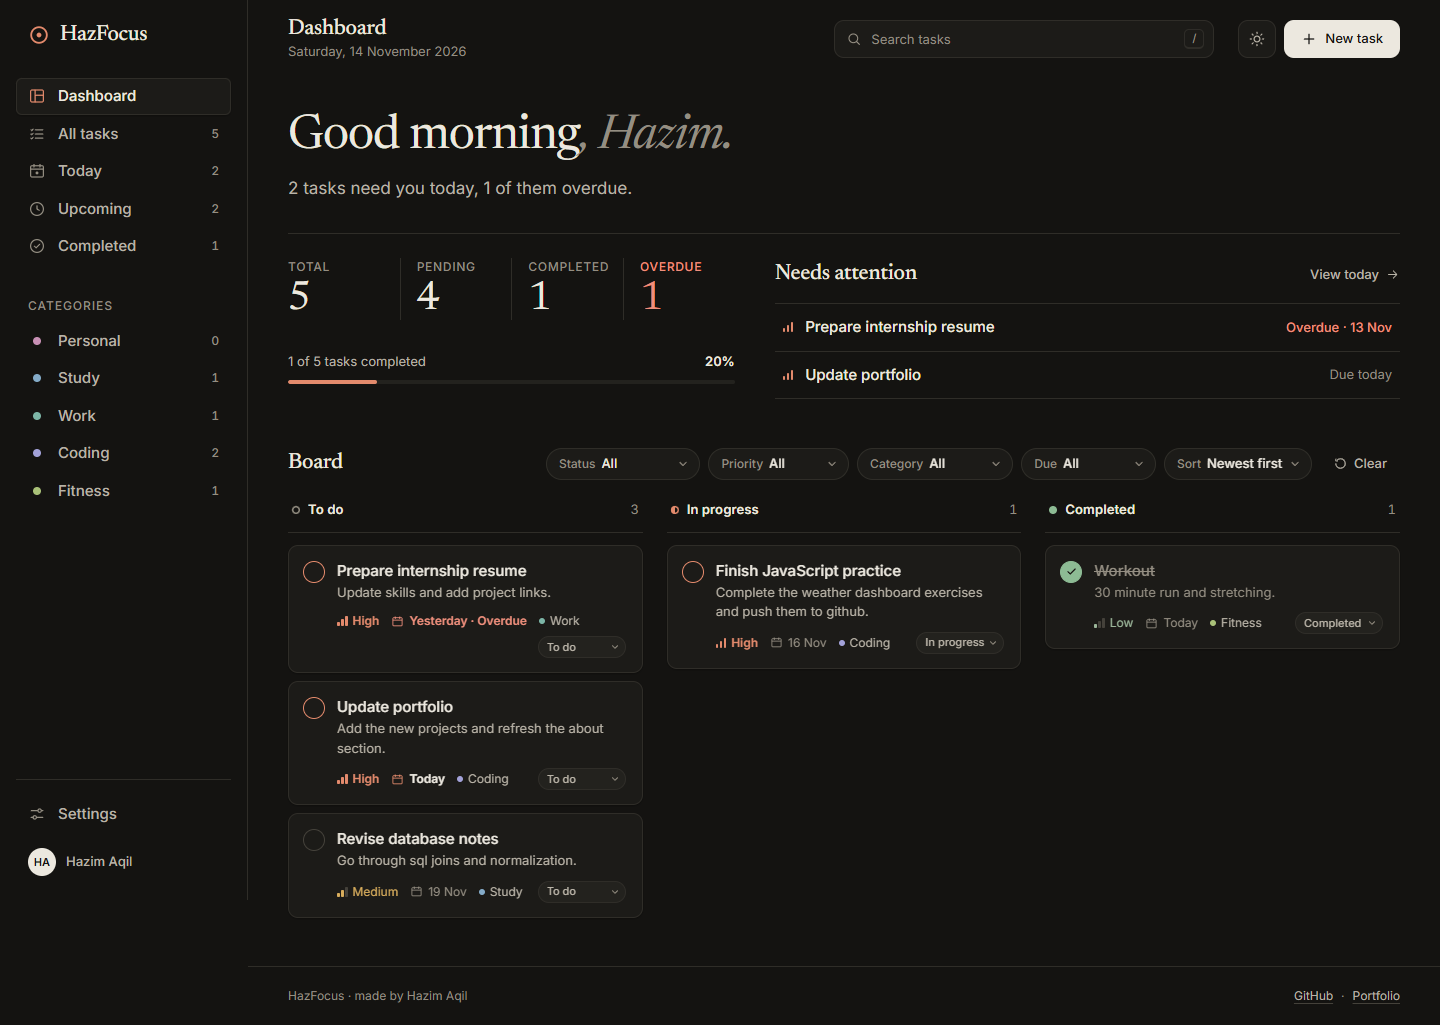 HazFocus
Dashboard
All tasks 5
Today 2
Upcoming 2
Completed 1
CATEGORIES
Personal 0
Study 1
Work 1
Coding 2
Fitness 1
Settings
HA Hazim Aqil
Dashboard
Saturday, 14 November 2026
Search tasks /
New task
Good morning, Hazim.
2 tasks need you today, 1 of them overdue.
TOTAL PENDING COMPLETED OVERDUE
5 4 1 1
1 of 5 tasks completed 20%
Needs attention View today →
Prepare internship resume Overdue · 13 Nov
Update portfolio Due today
Board
Status All Priority All Category All Due All Sort Newest first Clear
To do 3
Prepare internship resume
Update skills and add project links.
High Yesterday · Overdue Work
To do
Update portfolio
Add the new projects and refresh the about
section.
High Today Coding To do
Revise database notes
Go through sql joins and normalization.
Medium 19 Nov Study To do
In progress 1
Finish JavaScript practice
Complete the weather dashboard exercises
and push them to github.
High 16 Nov Coding In progress
Completed 1
Workout
30 minute run and stretching.
Low Today Fitness Completed
HazFocus · made by Hazim Aqil
GitHub · Portfolio